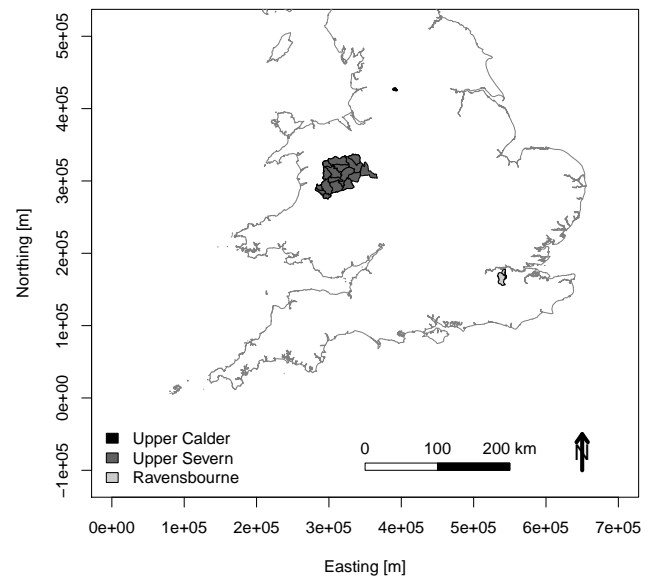 5e+05
4e+05
3e+05
2e+05
1e+05
0e+00
−1e+05
Northing [m]
Upper Calder
Upper Severn
Ravensbourne
0 100 200 km
N
0e+00 1e+05 2e+05 3e+05 4e+05 5e+05 6e+05 7e+05
Easting [m]